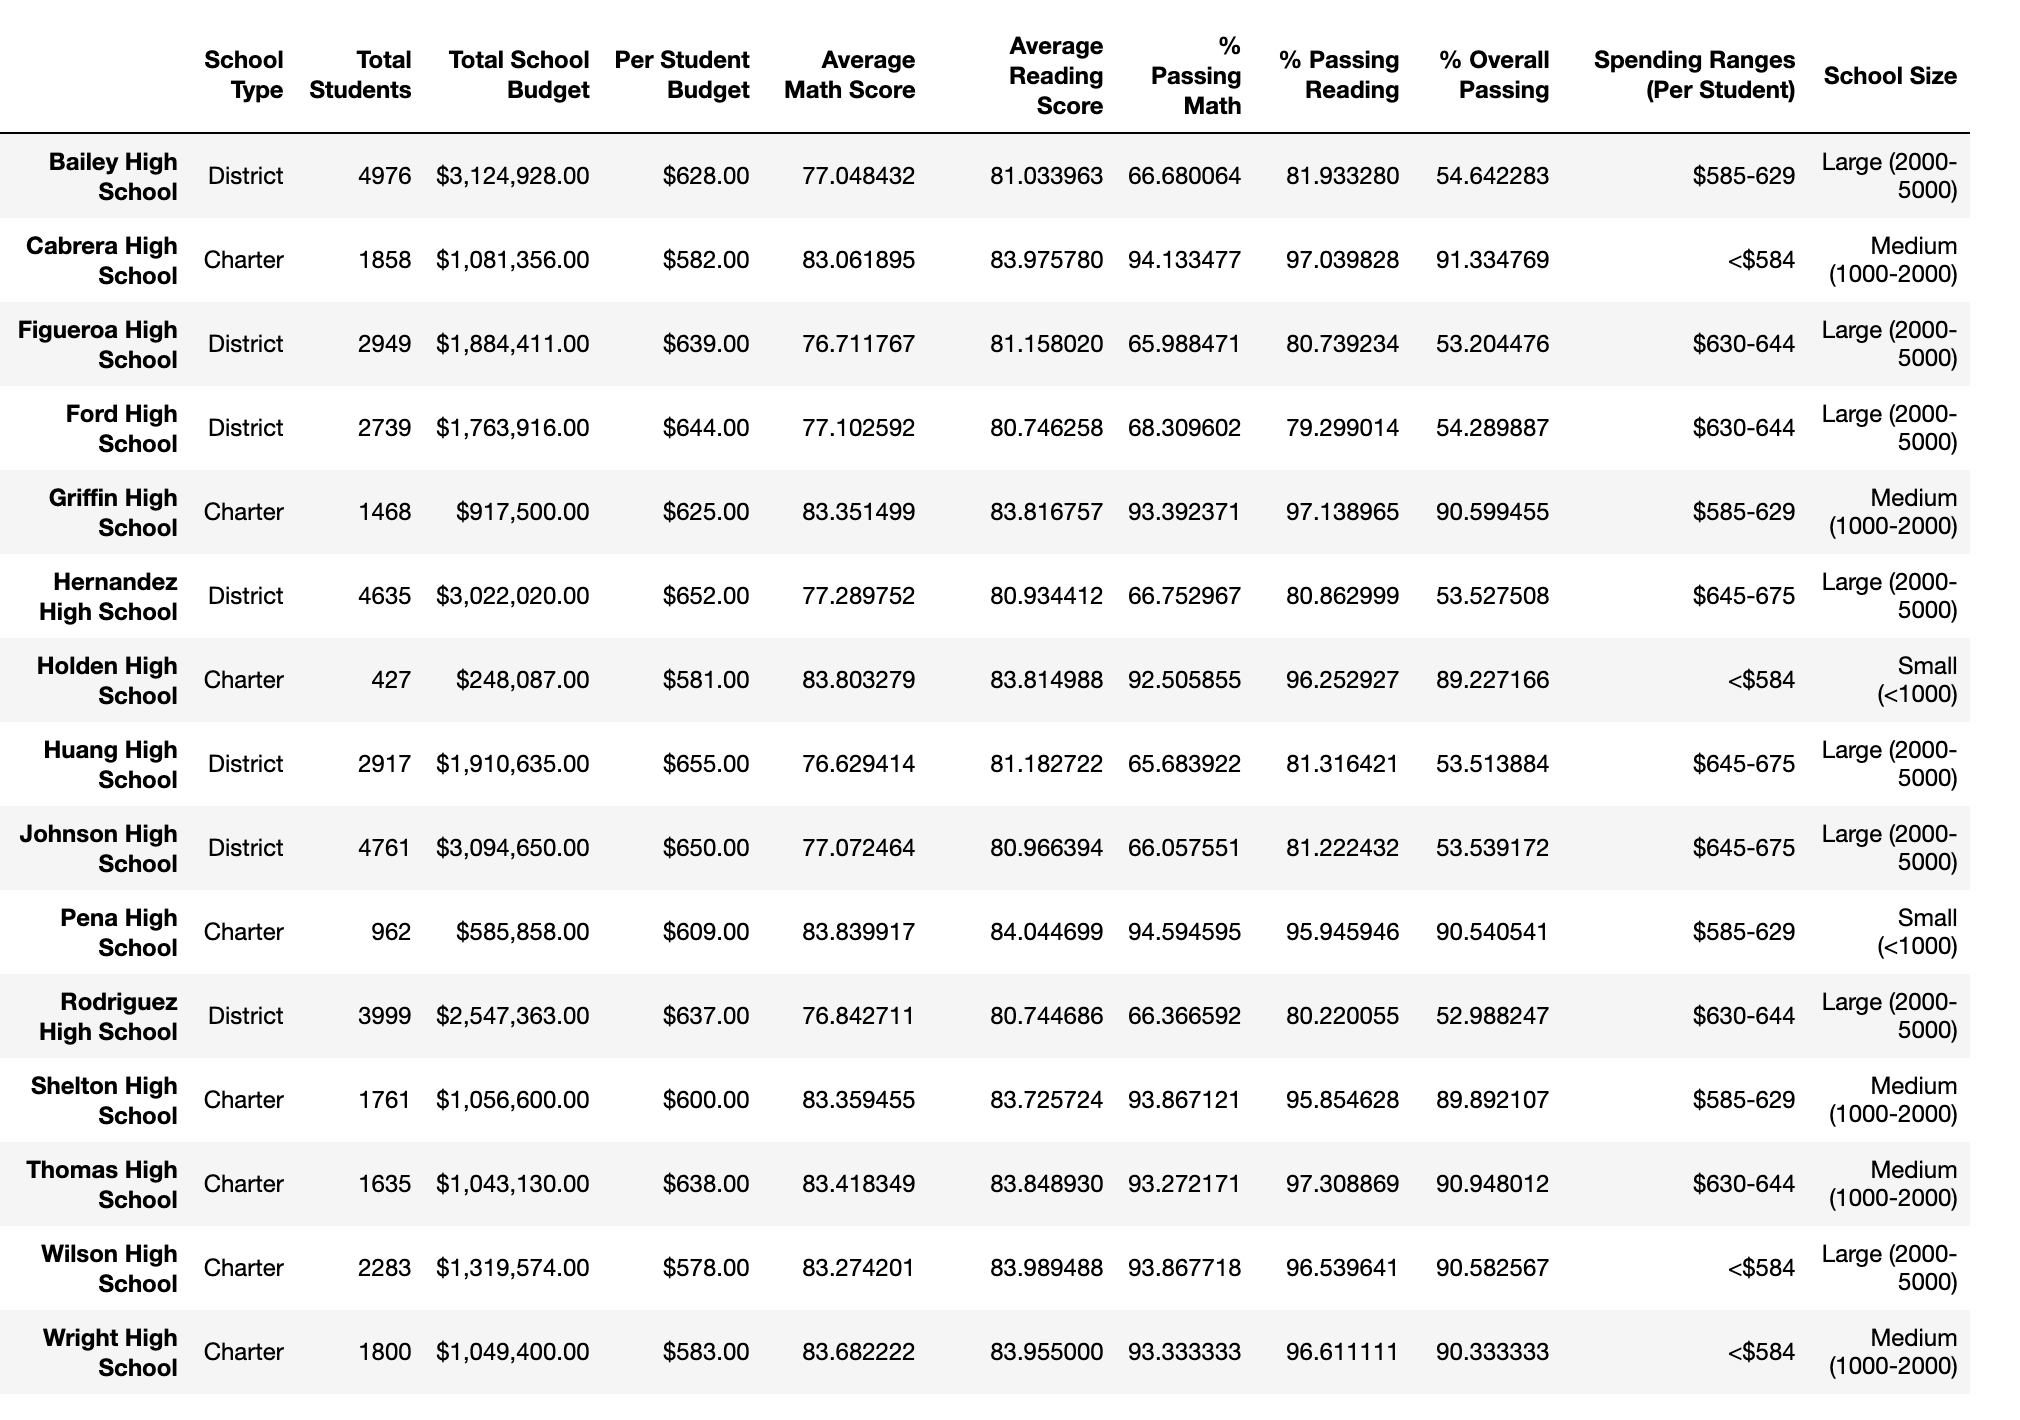 School Type Total Students Total School Budget Per Student Budget Average Math Score Average Reading Score % Passing Math % Passing Reading % Overall Passing Spending Ranges (Per Student) School Size
Bailey High School District 4976 $3,124,928.00 $628.00 77.048432 81.033963 66.680064 81.933280 54.642283 $585-629 Large (2000-5000)
Cabrera High School Charter 1858 $1,081,356.00 $582.00 83.061895 83.975780 94.133477 97.039828 91.334769 <$584 Medium (1000-2000)
Figueroa High School District 2949 $1,884,411.00 $639.00 76.711767 81.158020 65.988471 80.739234 53.204476 $630-644 Large (2000-5000)
Ford High School District 2739 $1,763,916.00 $644.00 77.102592 80.746258 68.309602 79.299014 54.289887 $630-644 Large (2000-5000)
Griffin High School Charter 1468 $917,500.00 $625.00 83.351499 83.816757 93.392371 97.138965 90.599455 $585-629 Medium (1000-2000)
Hernandez High School District 4635 $3,022,020.00 $652.00 77.289752 80.934412 66.752967 80.862999 53.527508 $645-675 Large (2000-5000)
Holden High School Charter 427 $248,087.00 $581.00 83.803279 83.814988 92.505855 96.252927 89.227166 <$584 Small (<1000)
Huang High School District 2917 $1,910,635.00 $655.00 76.629414 81.182722 65.683922 81.316421 53.513884 $645-675 Large (2000-5000)
Johnson High School District 4761 $3,094,650.00 $650.00 77.072464 80.966394 66.057551 81.222432 53.539172 $645-675 Large (2000-5000)
Pena High School Charter 962 $585,858.00 $609.00 83.839917 84.044699 94.594595 95.945946 90.540541 $585-629 Small (<1000)
Rodriguez High School District 3999 $2,547,363.00 $637.00 76.842711 80.744686 66.366592 80.220055 52.988247 $630-644 Large (2000-5000)
Shelton High School Charter 1761 $1,056,600.00 $600.00 83.359455 83.725724 93.867121 95.854628 89.892107 $585-629 Medium (1000-2000)
Thomas High School Charter 1635 $1,043,130.00 $638.00 83.418349 83.848930 93.272171 97.308869 90.948012 $630-644 Medium (1000-2000)
Wilson High School Charter 2283 $1,319,574.00 $578.00 83.274201 83.989488 93.867718 96.539641 90.582567 <$584 Large (2000-5000)
Wright High School Charter 1800 $1,049,400.00 $583.00 83.682222 83.955000 93.333333 96.611111 90.333333 <$584 Medium (1000-2000)